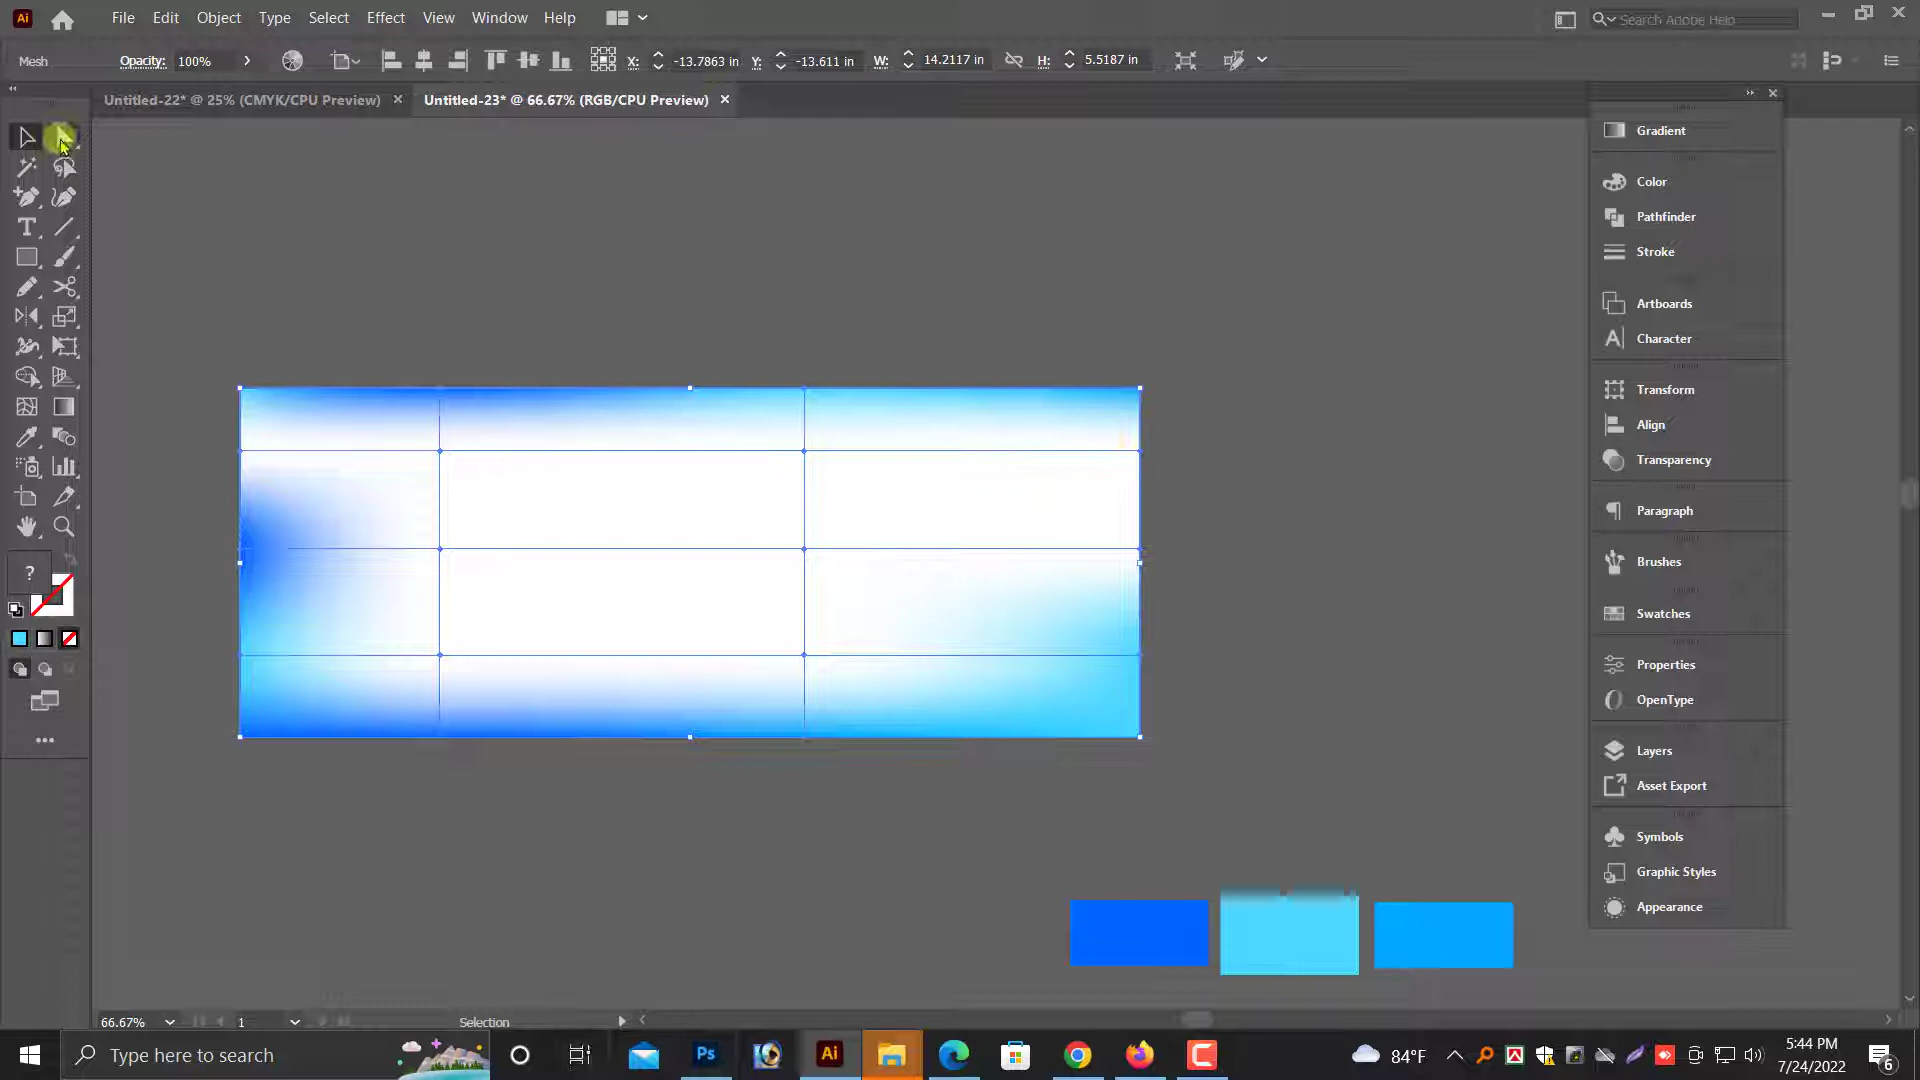 Ai File Edit Object Type Select Effect View Window Help Search Adobe Help
Mesh Opacity: 100% X: -13.7863 in Y: -13.611 in W: 14.2117 in H: 5.5187 in
Untitled-22* @ 25% (CMYK/CPU Preview) Untitled-23* @ 66.67% (RGB/CPU Preview)
Gradient
Color
Pathfinder
Stroke
Artboards
Character
Transform
Align
Transparency
Paragraph
Brushes
Swatches
Properties
OpenType
Layers
Asset Export
Symbols
Graphic Styles
Appearance
?
66.67% 1 Selection
Type here to search Ps Ai 84°F 5:44 PM
7/24/2022 6